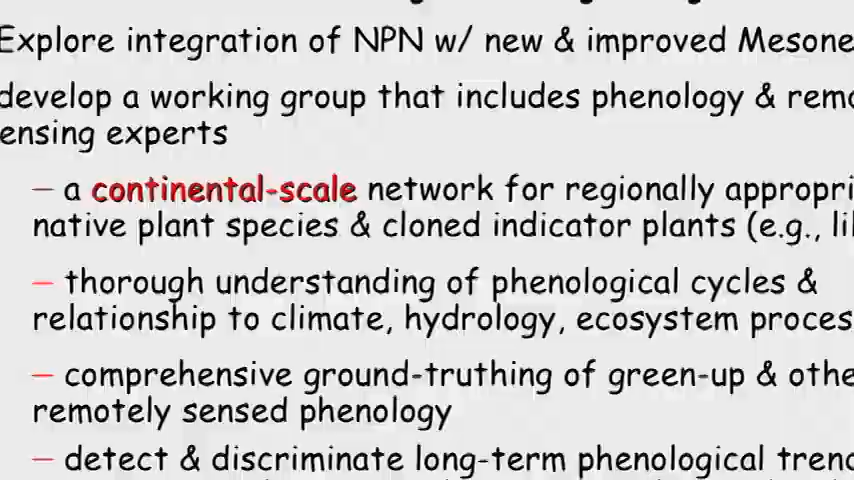 Explore integration of NPN w/ new & improved Mesone
develop a working group that includes phenology & remo
ensing experts
– a continental-scale network for regionally appropri
native plant species & cloned indicator plants (e.g., lil
– thorough understanding of phenological cycles &
relationship to climate, hydrology, ecosystem proces
– comprehensive ground-truthing of green-up & othe
remotely sensed phenology
– detect & discriminate long-term phenological trend